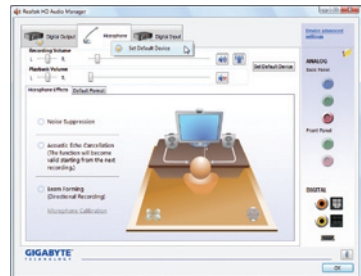 Realtek HD Audio Manager
Digital Output
Microphone
Digital Input
Device advanced settings
Set Default Device
Recording Volume
L
R
Set Default Device
Playback Volume
L
R
ANALOG
Back Panel
Microphone Effects
Default Format
Noise Suppression
Acoustic Echo Cancellation
(The function will become
valid starting from the next
recording.)
Front Panel
Beam Forming
(Directional Recording)
Microphone Calibration
DIGITAL
GIGABYTE
TECHNOLOGY
OK